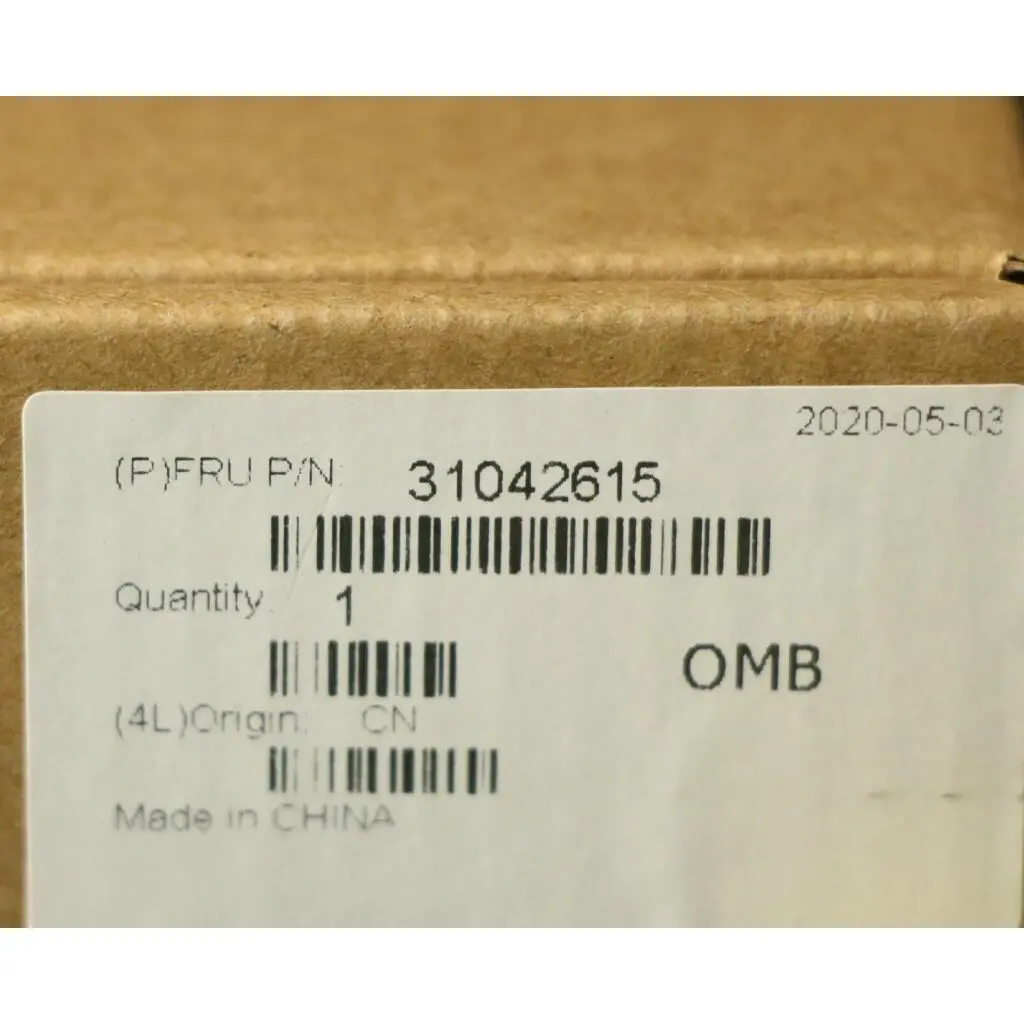 2020-05-03
(P)FRU P/N: 31042615
Quantity: 1
OMB
(4L)Origin: CN
Made in CHINA